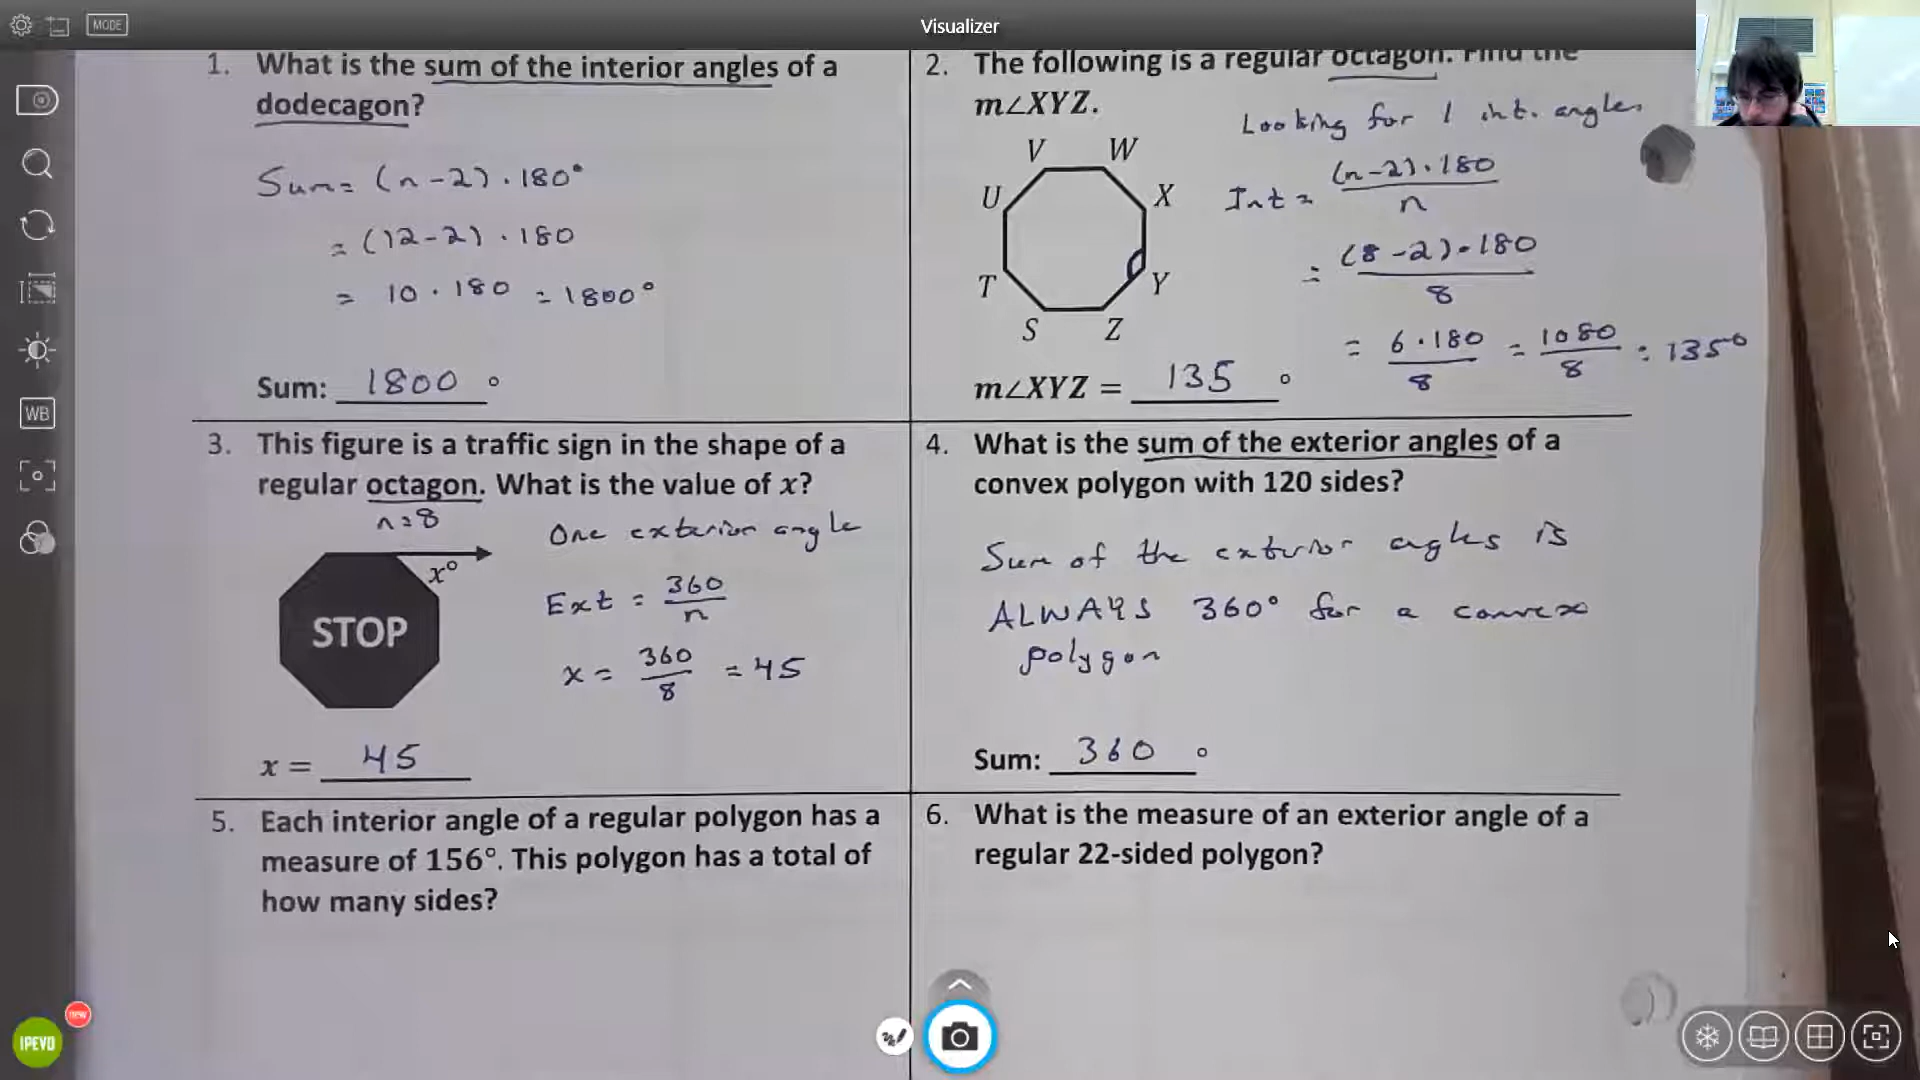 MODE
Visualizer
1. What is the sum of the interior angles of a
dodecagon?
Sum = (n-2) · 180°
= (12-2) · 180
= 10 · 180 = 1800°
Sum: 1800 °
2. The following is a regular octagon. Find the
m∠XYZ.
Looking for 1 int. angles
V W
U X
T Y
S Z
Int = (n-2)·180 / n
= (8-2)·180 / 8
= 6·180 / 8 = 1080 / 8 = 135°
m∠XYZ = 135 °
3. This figure is a traffic sign in the shape of a
regular octagon. What is the value of x?
n=8
One exterior angle
x°
STOP
Ext = 360 / n
x = 360 / 8 = 45
x = 45
4. What is the sum of the exterior angles of a
convex polygon with 120 sides?
Sum of the exterior angles is
ALWAYS 360° for a convex
polygon
Sum: 360 °
5. Each interior angle of a regular polygon has a
measure of 156°. This polygon has a total of
how many sides?
6. What is the measure of an exterior angle of a
regular 22-sided polygon?
WB
new
IPEVO